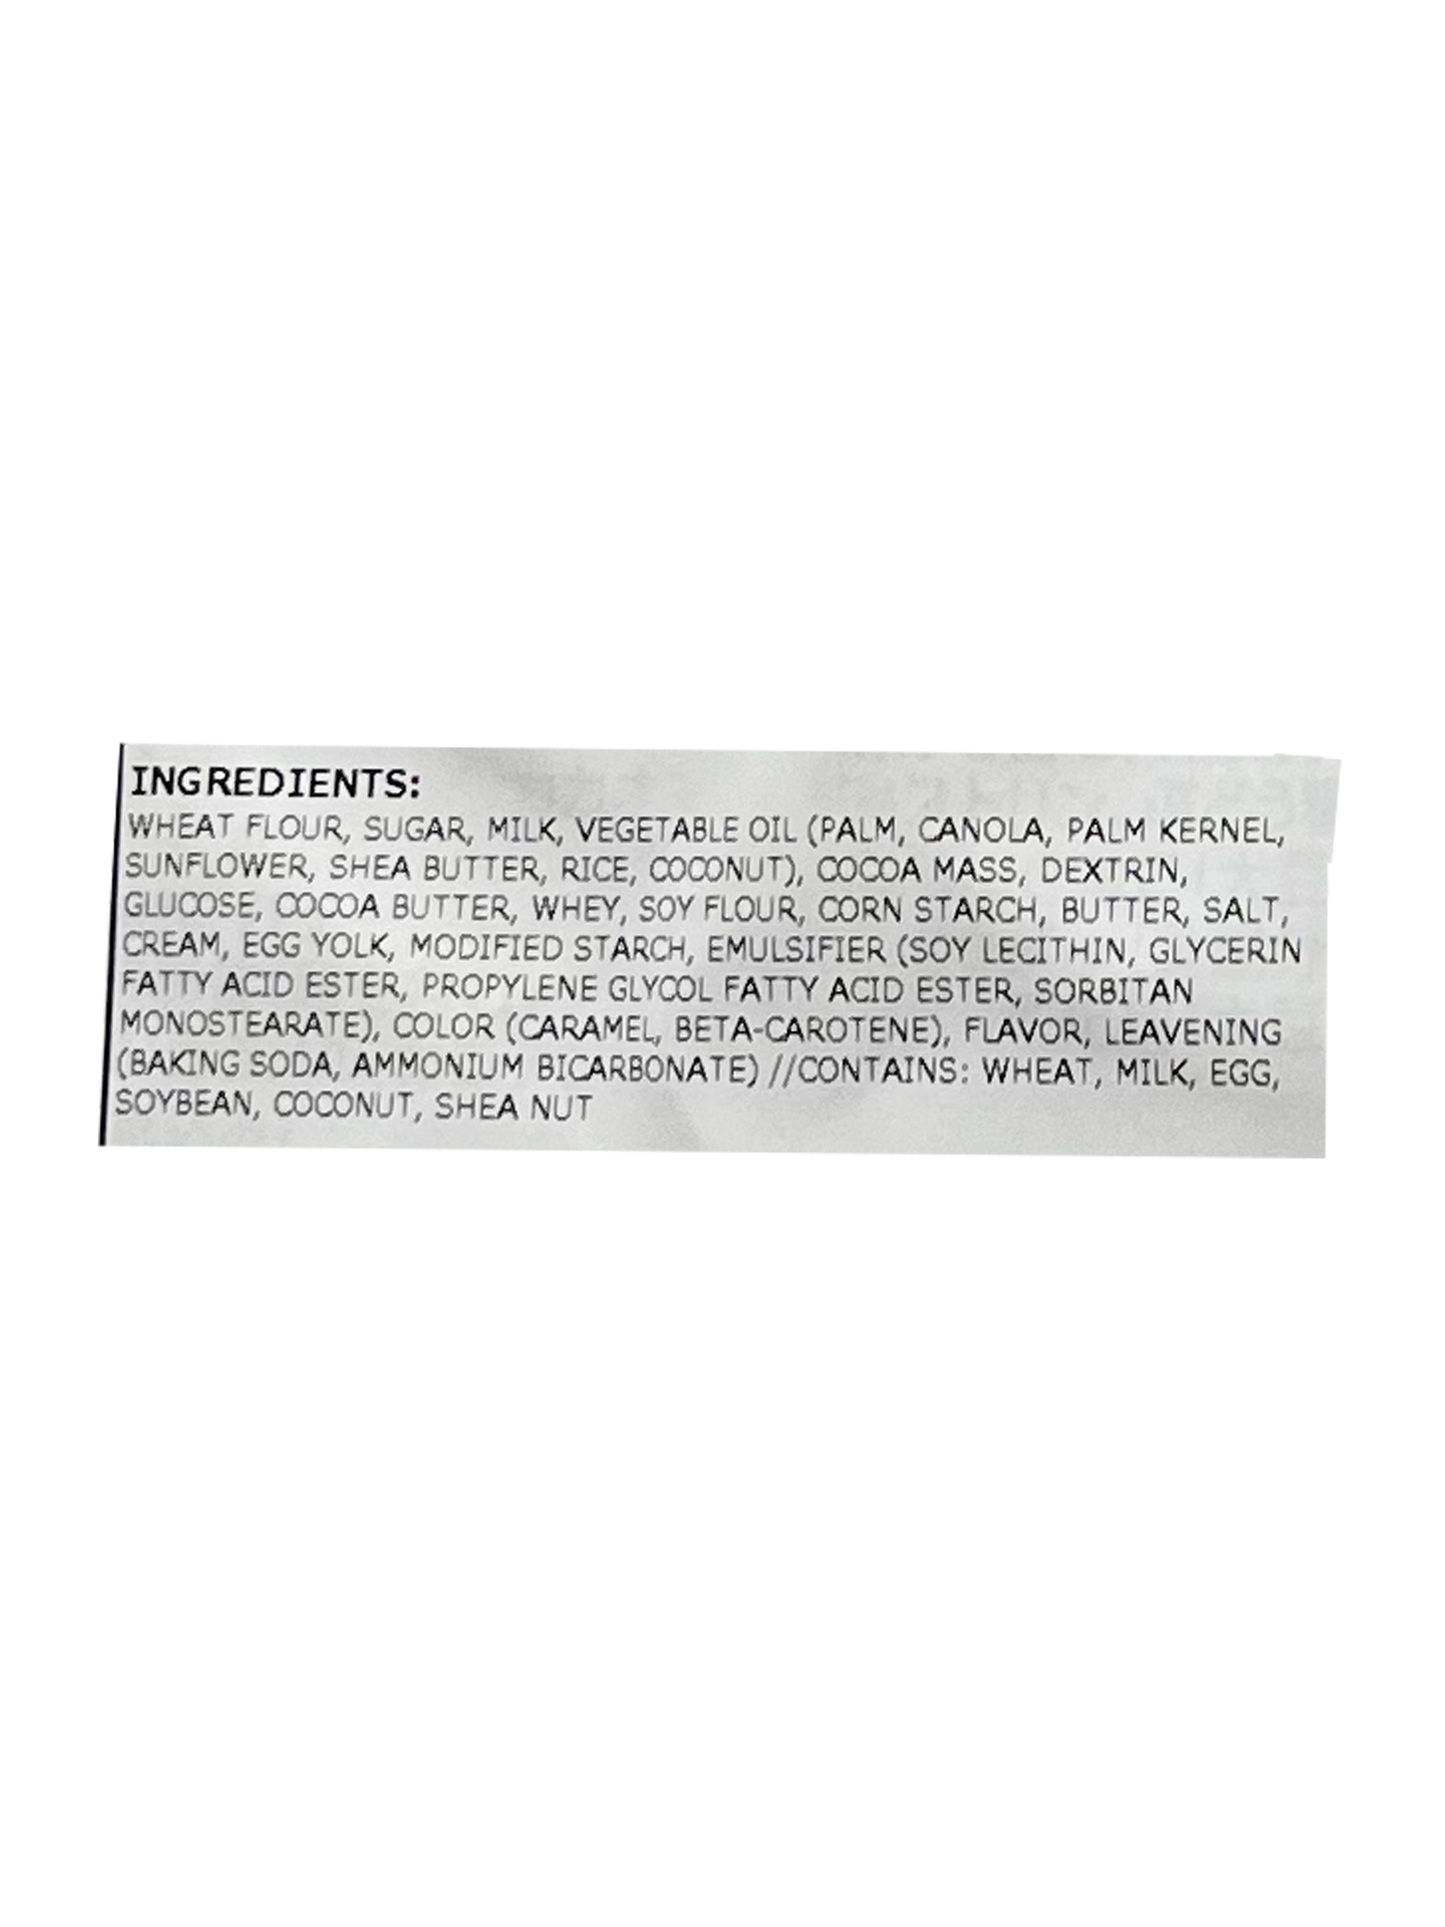 INGREDIENTS:
WHEAT FLOUR, SUGAR, MILK, VEGETABLE OIL (PALM, CANOLA, PALM KERNEL,
SUNFLOWER, SHEA BUTTER, RICE, COCONUT), COCOA MASS, DEXTRIN,
GLUCOSE, COCOA BUTTER, WHEY, SOY FLOUR, CORN STARCH, BUTTER, SALT,
CREAM, EGG YOLK, MODIFIED STARCH, EMULSIFIER (SOY LECITHIN, GLYCERIN
FATTY ACID ESTER, PROPYLENE GLYCOL FATTY ACID ESTER, SORBITAN
MONOSTEARATE), COLOR (CARAMEL, BETA-CAROTENE), FLAVOR, LEAVENING
(BAKING SODA, AMMONIUM BICARBONATE) //CONTAINS: WHEAT, MILK, EGG,
SOYBEAN, COCONUT, SHEA NUT